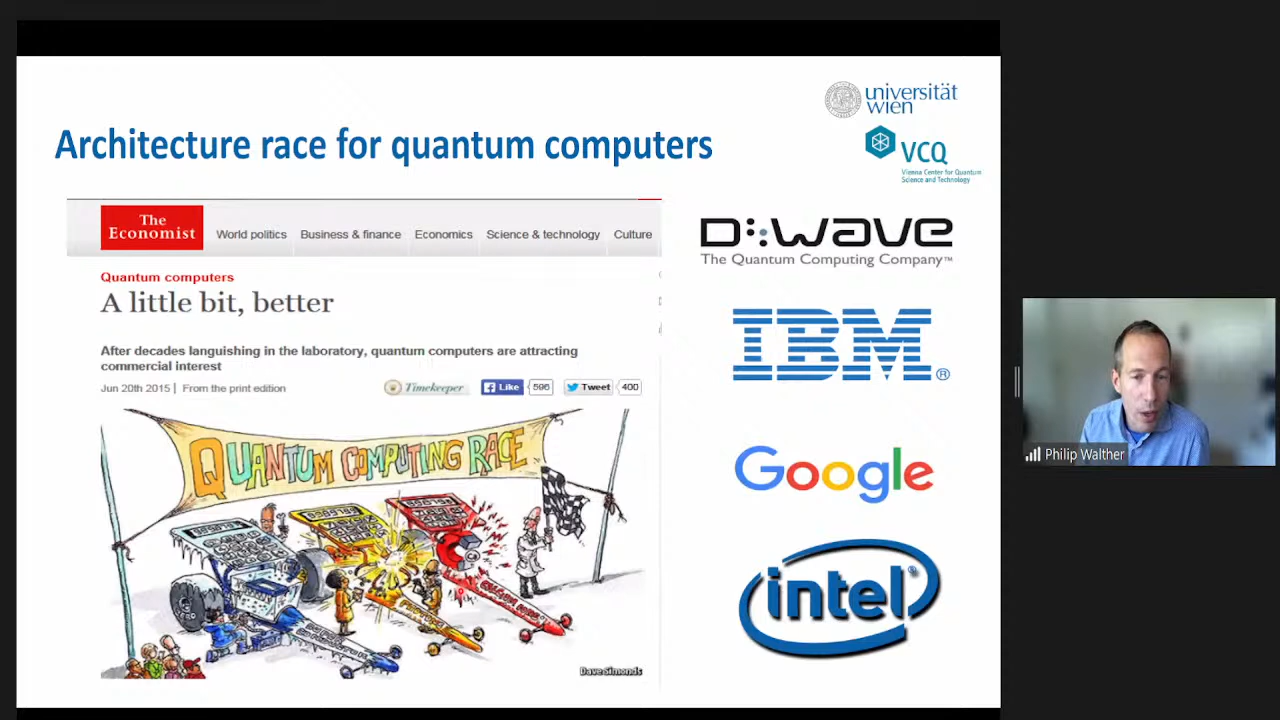 universität
wien
VCQ
Vienna Center for Quantum
Science and Technology
Architecture race for quantum computers
The
Economist
World politics
Business & finance
Economics
Science & technology
Culture
Quantum computers
A little bit, better
After decades languishing in the laboratory, quantum computers are attracting
commercial interest
Jun 20th 2015 | From the print edition
Timekeeper
Like
596
Tweet
400
QUANTUM COMPUTING RACE
Dave Simonds
D:wave
The Quantum Computing Company™
IBM®
Google
intel®
Philip Walther